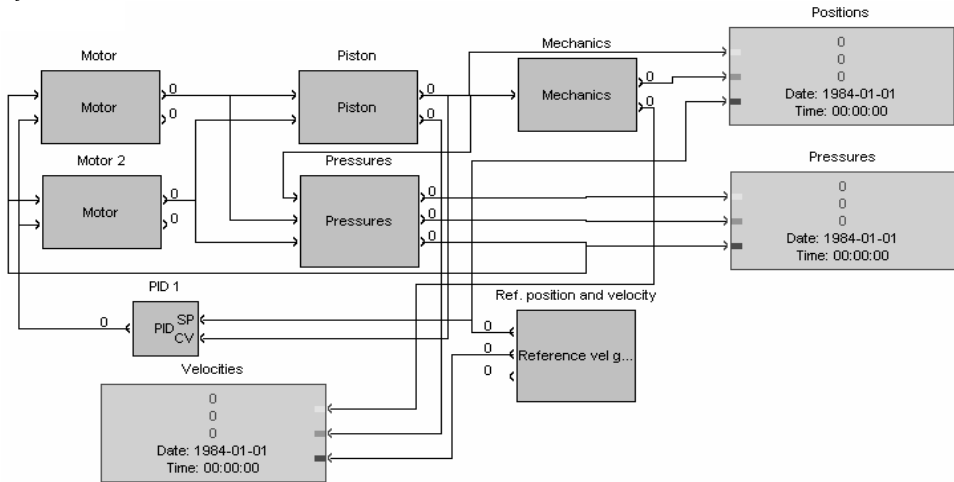 Positions
0
0
0
Date: 1984-01-01
Time: 00:00:00
Motor
Motor
0
0
Piston
Piston
0
0
Mechanics
Mechanics
0
0
Motor 2
Motor
0
0
Pressures
Pressures
0
0
0
Pressures
0
0
0
Date: 1984-01-01
Time: 00:00:00
PID 1
0
PID
SP
CV
Ref. position and velocity
0
0
0
Reference vel g...
Velocities
0
0
0
Date: 1984-01-01
Time: 00:00:00